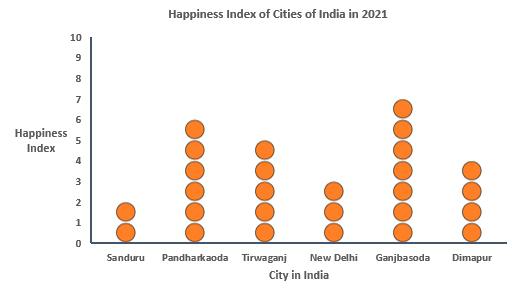 Happiness Index of Cities of India in 2021
10
9
8
7
6
5
4
3
2
1
0
Happiness
Index
Sanduru Pandharkaoda Tirwaganj New Delhi Ganjbasoda Dimapur
City in India